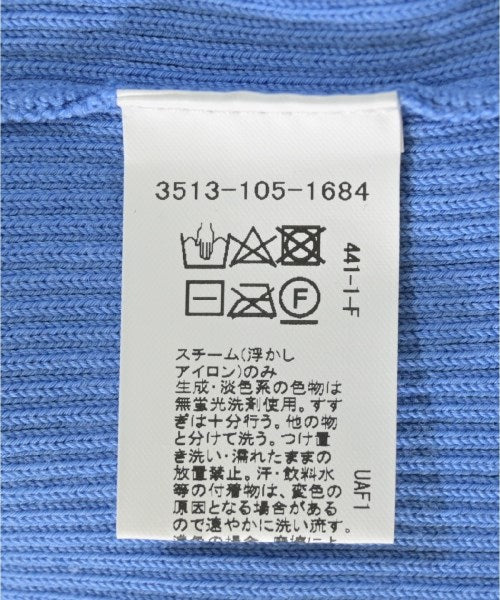 3513-105-1684
F
441-I-F
スチーム(浮かし
アイロン)のみ
生成・淡色系の色物は
無蛍光洗剤使用。すす
ぎは十分行う。他の物
と分けて洗う。つけ置
き洗い・濡れたままの
放置禁止。汗・飲料水
等の付着物は、変色の
原因となる場合がある
ので速やかに洗い流す。
UAF1